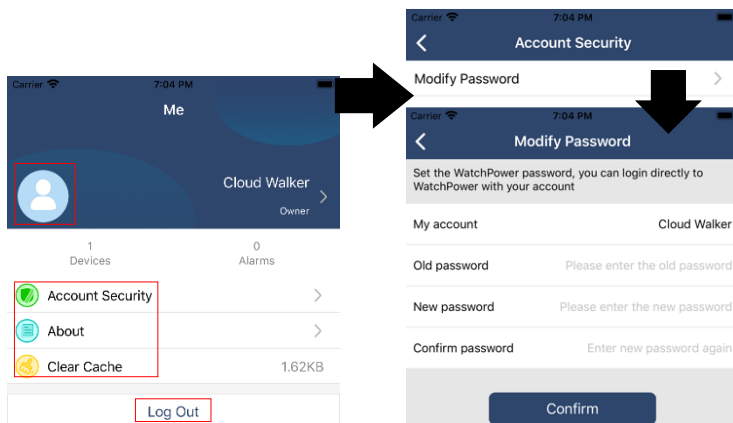 Carrier 7:04 PM
Me
Cloud Walker
Owner
1 0
Devices Alarms
Account Security
About
Clear Cache 1.62KB
Log Out
Carrier 7:04 PM
Account Security
Modify Password
Carrier 7:04 PM
Modify Password
Set the WatchPower password, you can login directly to
WatchPower with your account
My account Cloud Walker
Old password Please enter the old password
New password Please enter the new password
Confirm password Enter new password again
Confirm